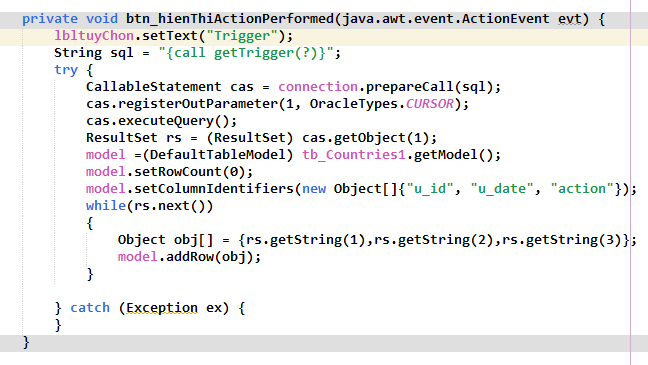 private void btn_hienThiActionPerformed(java.awt.event.ActionEvent evt) {
lbltuyChon.setText("Trigger");
String sql = "{call getTrigger(?)}";
try {
CallableStatement cas = connection.prepareCall(sql);
cas.registerOutParameter(1, OracleTypes.CURSOR);
cas.executeQuery();
ResultSet rs = (ResultSet) cas.getObject(1);
model =(DefaultTableModel) tb_Countries1.getModel();
model.setRowCount(0);
model.setColumnIdentifiers(new Object[]{"u_id", "u_date", "action"});
while(rs.next())
{
Object obj[] = {rs.getString(1),rs.getString(2),rs.getString(3)};
model.addRow(obj);
}
} catch (Exception ex) {
}
}